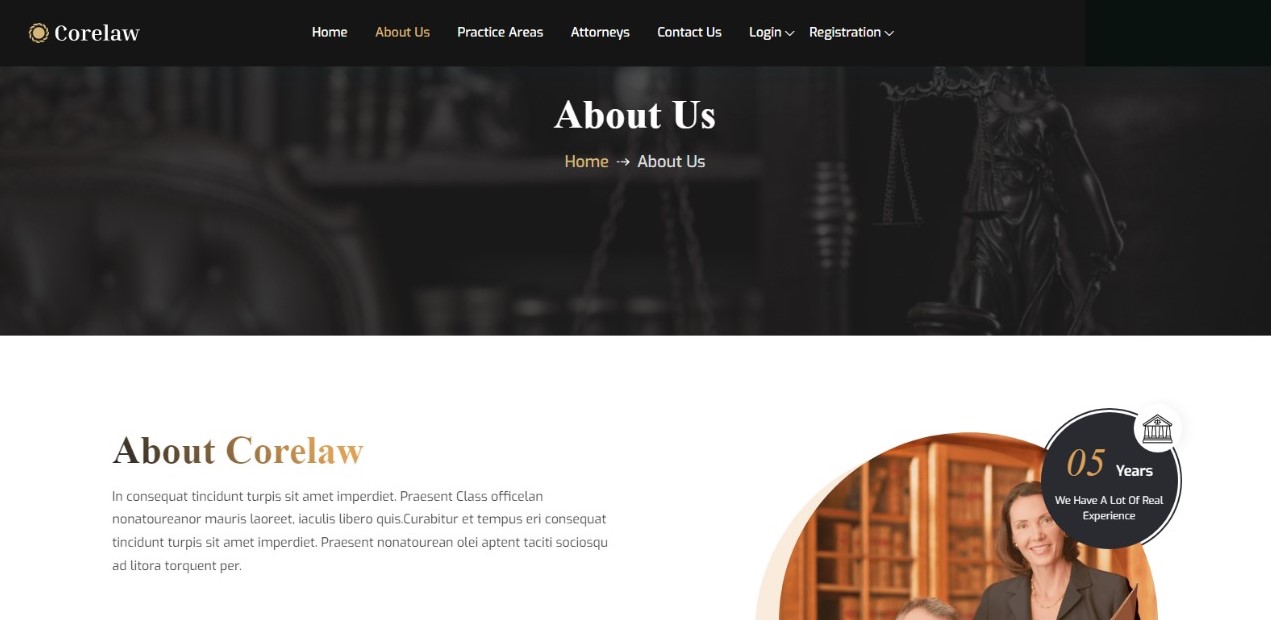 Corelaw
Home About Us Practice Areas Attorneys Contact Us Login Registration
About Us
Home ⇢ About Us
About Corelaw
In consequat tincidunt turpis sit amet imperdiet. Praesent Class officelan
nonatoureanor mauris laoreet, iaculis libero quis.Curabitur et tempus eri consequat
tincidunt turpis sit amet imperdiet. Praesent nonatourean olei aptent taciti sociosqu
ad litora torquent per.
05 Years
We Have A Lot Of Real
Experience